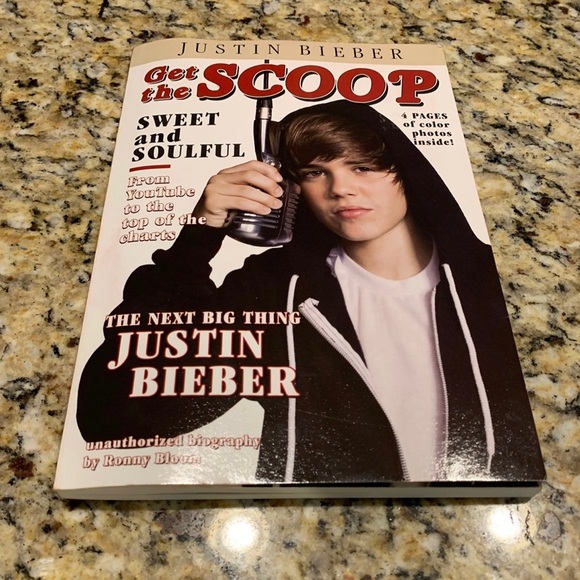 JUSTIN BIEBER
Get
the SCOOP
SWEET
and
SOULFUL
4 PAGES
of color
photos
inside!
From
YouTube
to the
top of the
charts
THE NEXT BIG THING
JUSTIN
BIEBER
unauthorized biography
by Ronny Bloom